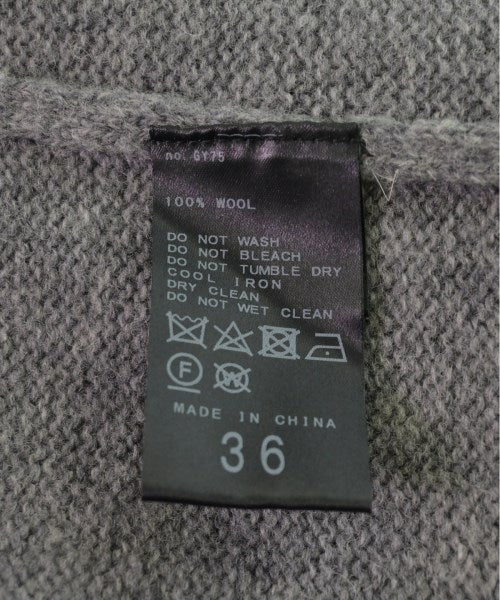 no. 6175
100% WOOL
DO NOT WASH
DO NOT BLEACH
DO NOT TUMBLE DRY
COOL IRON
DRY CLEAN
DO NOT WET CLEAN
F W
MADE IN CHINA
36